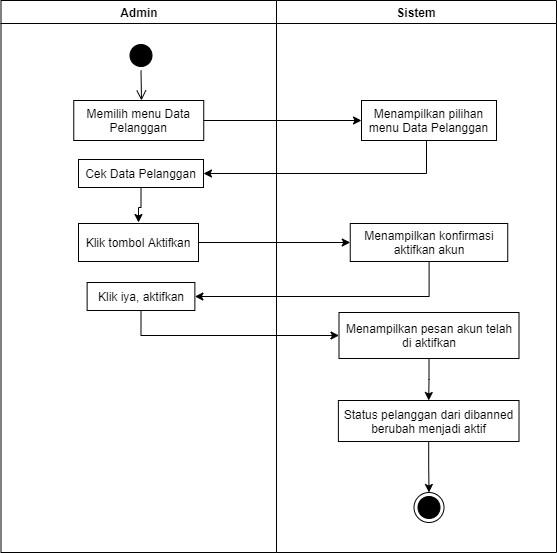 Admin
Sistem
Memilih menu Data
Pelanggan
Menampilkan pilihan
menu Data Pelanggan
Cek Data Pelanggan
Klik tombol Aktifkan
Menampilkan konfirmasi
aktifkan akun
Klik iya, aktifkan
Menampilkan pesan akun telah
di aktifkan
Status pelanggan dari dibanned
berubah menjadi aktif